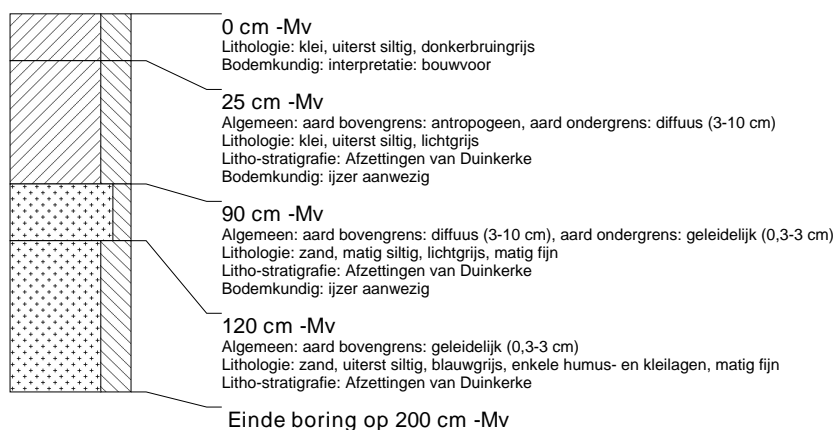 0 cm -Mv
Lithologie: klei, uiterst siltig, donkerbruingrijs
Bodemkundig: interpretatie: bouwvoor
25 cm -Mv
Algemeen: aard bovengrens: antropogeen, aard ondergrens: diffuus (3-10 cm)
Lithologie: klei, uiterst siltig, lichtgrijs
Litho-stratigrafie: Afzettingen van Duinkerke
Bodemkundig: ijzer aanwezig
90 cm -Mv
Algemeen: aard bovengrens: diffuus (3-10 cm), aard ondergrens: geleidelijk (0,3-3 cm)
Lithologie: zand, matig siltig, lichtgrijs, matig fijn
Litho-stratigrafie: Afzettingen van Duinkerke
Bodemkundig: ijzer aanwezig
120 cm -Mv
Algemeen: aard bovengrens: geleidelijk (0,3-3 cm)
Lithologie: zand, uiterst siltig, blauwgrijs, enkele humus- en kleilagen, matig fijn
Litho-stratigrafie: Afzettingen van Duinkerke
Einde boring op 200 cm -Mv